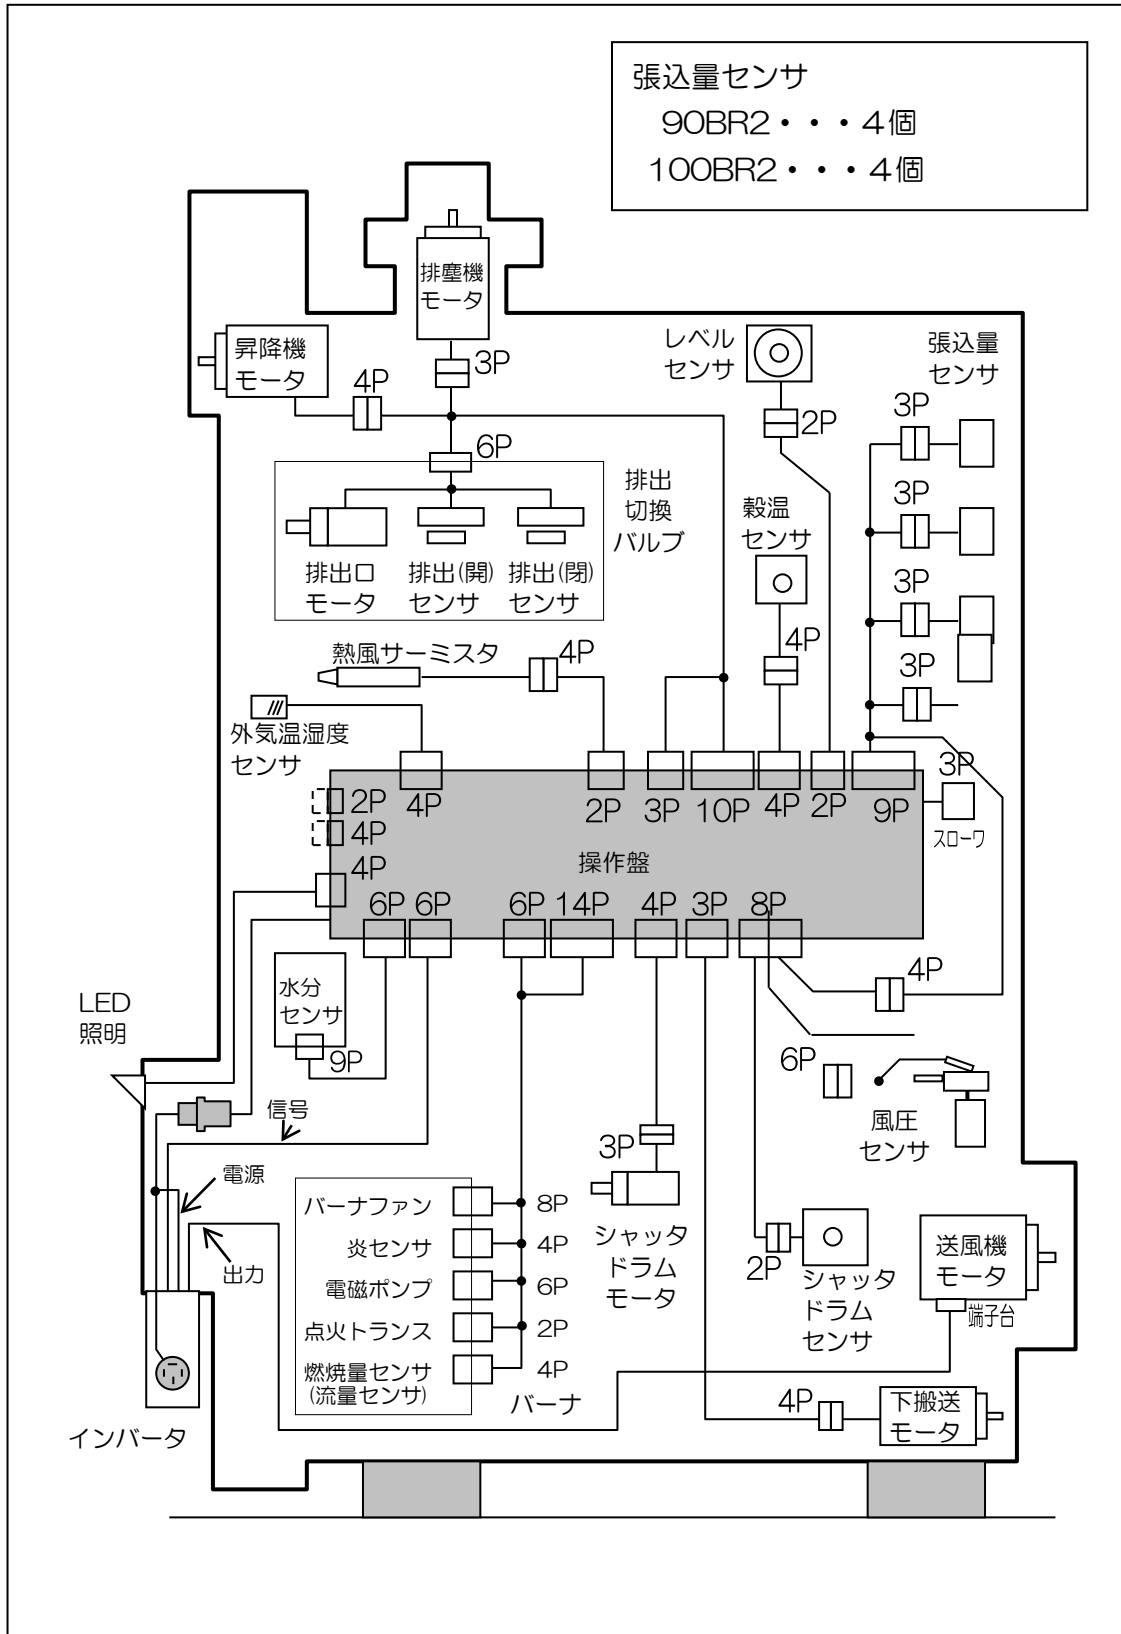 張込量センサ
90BR2・・・4個
100BR2・・・4個
排塵機
モータ
昇降機
モータ
3P
4P
6P
レベル
センサ
2P
張込量
センサ
3P
3P
3P
3P
排出
切換
バルブ
排出口
モータ
排出(開)
センサ
排出(閉)
センサ
穀温
センサ
4P
熱風サーミスタ
4P
外気温湿度
センサ
2P
4P
4P
4P
2P
3P
10P
4P
2P
9P
3P
スローワ
操作盤
6P
6P
6P
14P
4P
3P
8P
4P
水分
センサ
9P
LED
照明
信号
電源
出力
6P
風圧
センサ
3P
シャッタ
ドラム
モータ
バーナファン
8P
炎センサ
4P
電磁ポンプ
6P
点火トランス
2P
燃焼量センサ
(流量センサ)
4P
バーナ
2P
シャッタ
ドラム
センサ
送風機
モータ
端子台
4P
下搬送
モータ
インバータ